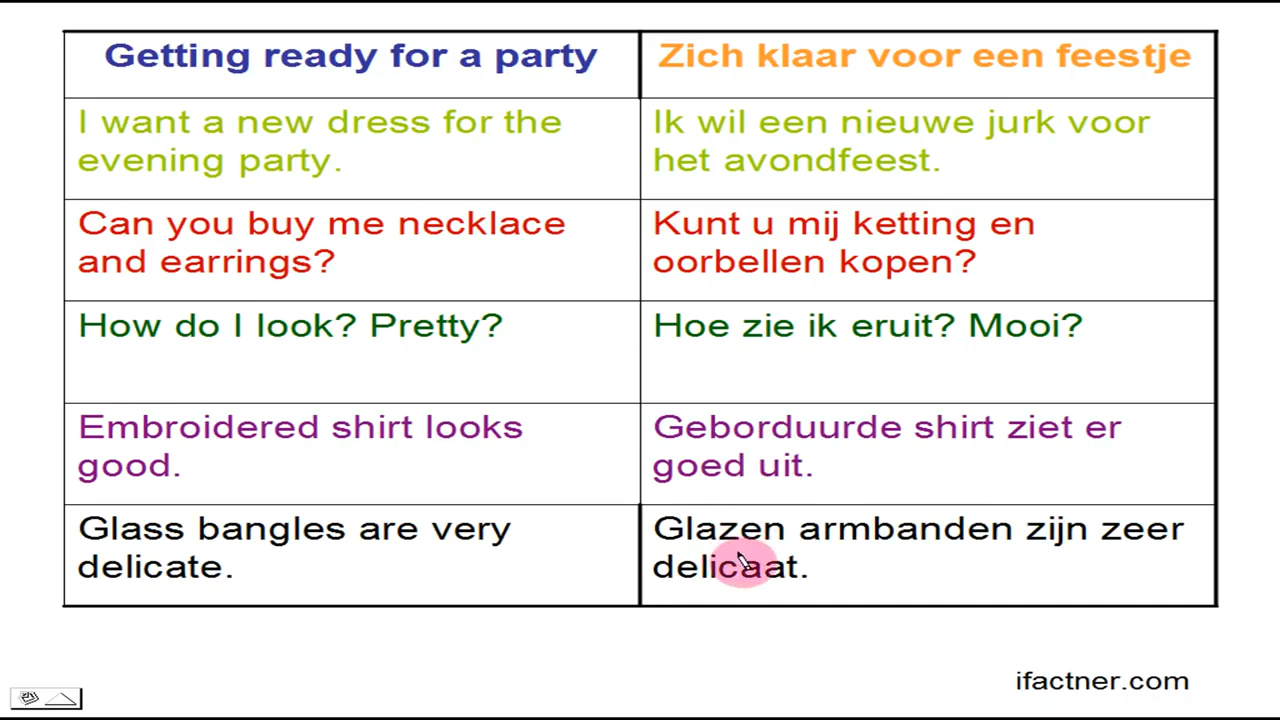 Getting ready for a party
Zich klaar voor een feestje
I want a new dress for the
evening party.
Ik wil een nieuwe jurk voor
het avondfeest.
Can you buy me necklace
and earrings?
Kunt u mij ketting en
oorbellen kopen?
How do I look? Pretty?
Hoe zie ik eruit? Mooi?
Embroidered shirt looks
good.
Geborduurde shirt ziet er
goed uit.
Glass bangles are very
delicate.
Glazen armbanden zijn zeer
delicaat.
ifactner.com